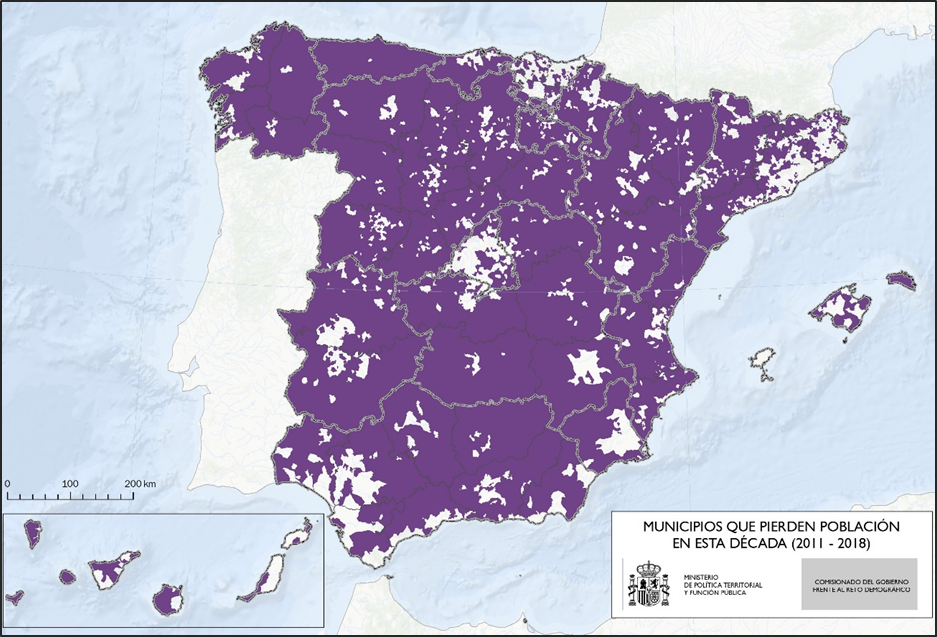 0 100 200 km
MUNICIPIOS QUE PIERDEN POBLACIÓN
EN ESTA DÉCADA (2011 - 2018)
MINISTERIO
DE POLÍTICA TERRITORIAL
Y FUNCIÓN PÚBLICA
COMISIONADO DEL GOBIERNO
FRENTE AL RETO DEMOGRÁFICO